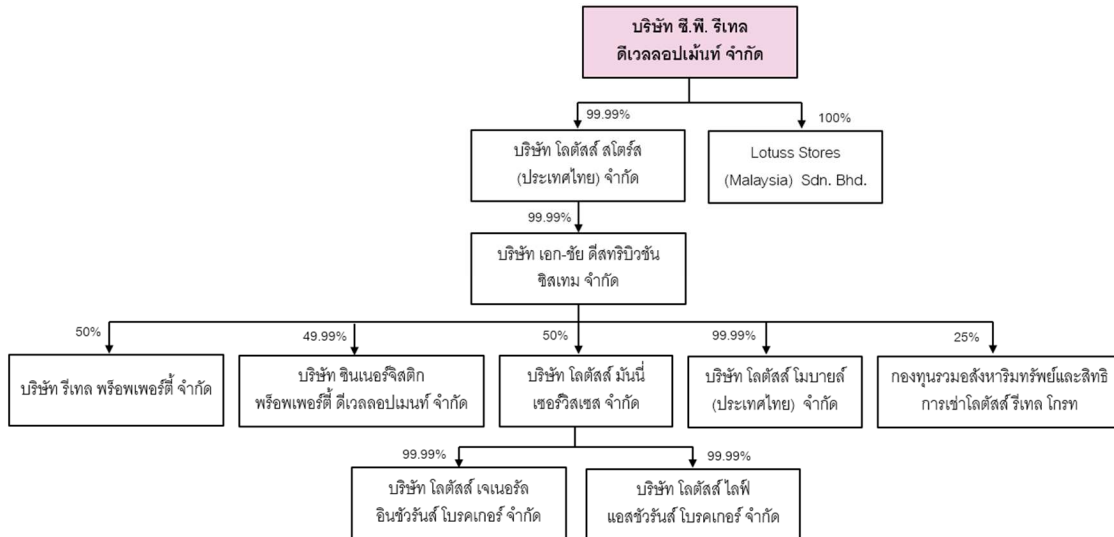 บริษัท ซี.พี. รีเทล
ดีเวลลอปเม้นท์ จำกัด
99.99%
100%
บริษัท โลตัสส์ สโตร์ส
(ประเทศไทย) จำกัด
Lotuss Stores
(Malaysia) Sdn. Bhd.
99.99%
บริษัท เอก-ชัย ดีสทริบิวชัน
ซิสเทม จำกัด
50%
49.99%
50%
99.99%
25%
บริษัท รีเทล พร็อพเพอร์ตี้ จำกัด
บริษัท ซินเนอร์จิสติก
พร็อพเพอร์ตี้ ดีเวลลอปเมนท์ จำกัด
บริษัท โลตัสส์ มันนี่
เซอร์วิสเซส จำกัด
บริษัท โลตัสส์ โมบายล์
(ประเทศไทย) จำกัด
กองทุนรวมอสังหาริมทรัพย์และสิทธิ
การเช่าโลตัสส์ รีเทล โกรท
99.99%
99.99%
บริษัท โลตัสส์ เจเนอรัล
อินชัวรันส์ โบรคเกอร์ จำกัด
บริษัท โลตัสส์ ไลฟ์
แอสชัวรันส์ โบรคเกอร์ จำกัด